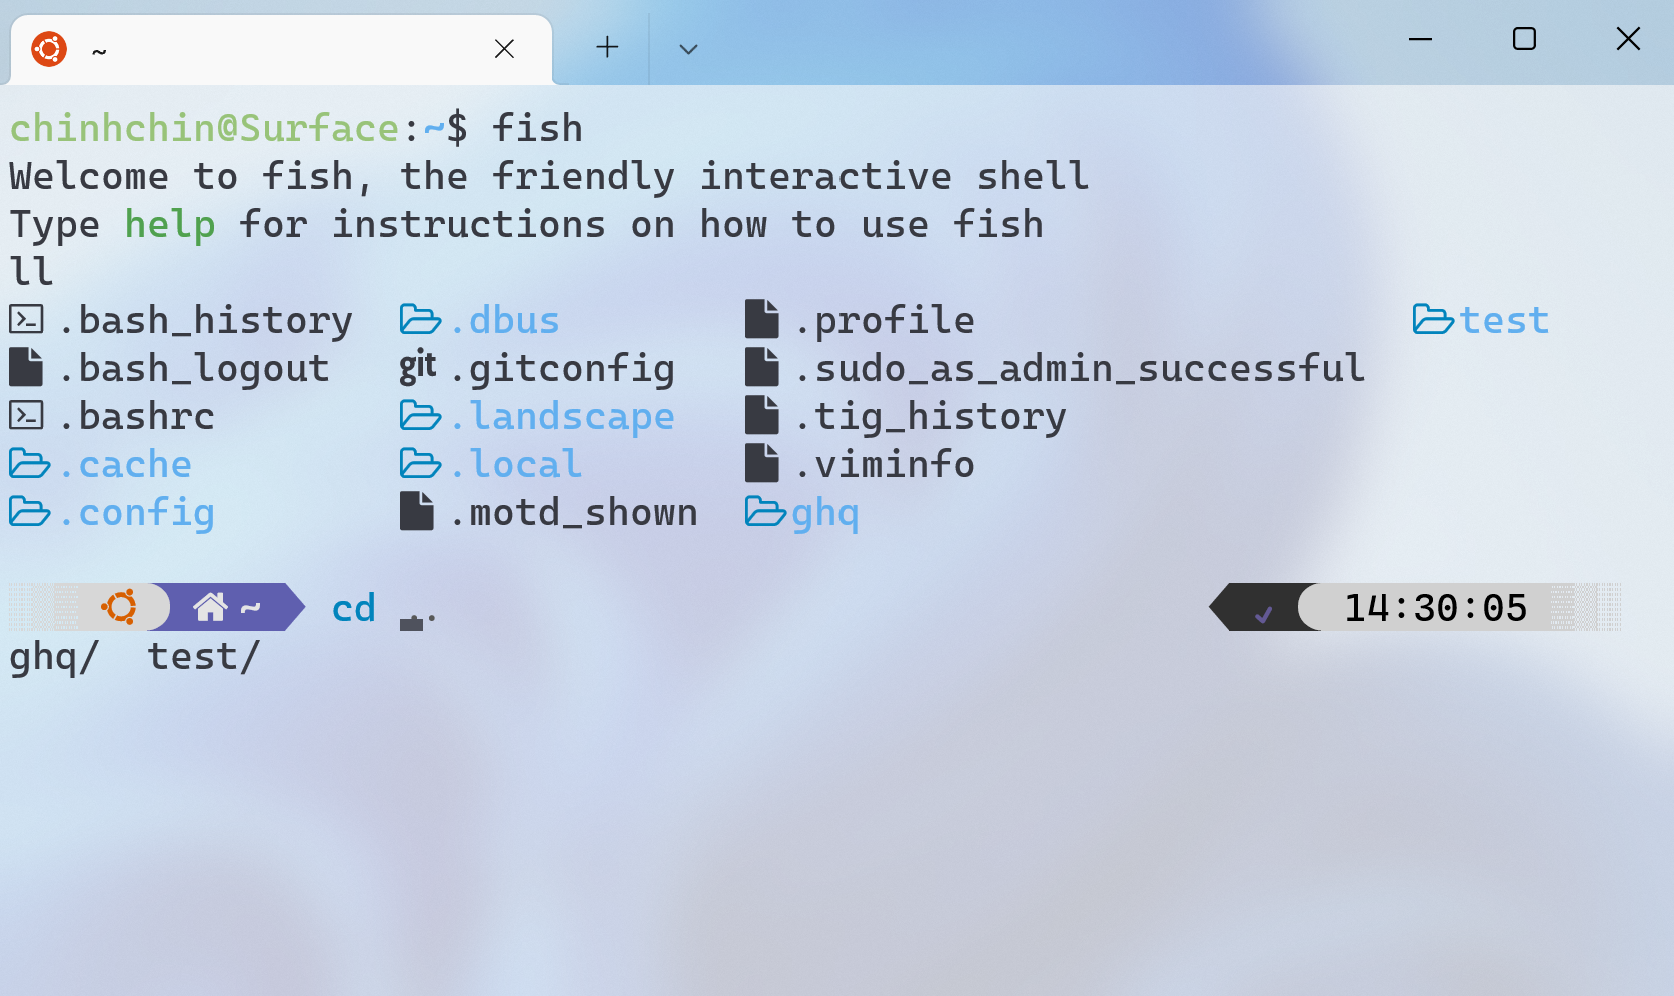 ~
chinhchin@Surface:~$ fish
Welcome to fish, the friendly interactive shell
Type help for instructions on how to use fish
ll
.bash_history .dbus .profile test
.bash_logout git .gitconfig .sudo_as_admin_successful
.bashrc .landscape .tig_history
.cache .local .viminfo
.config .motd_shown ghq
~ cd .. 14:30:05
ghq/ test/